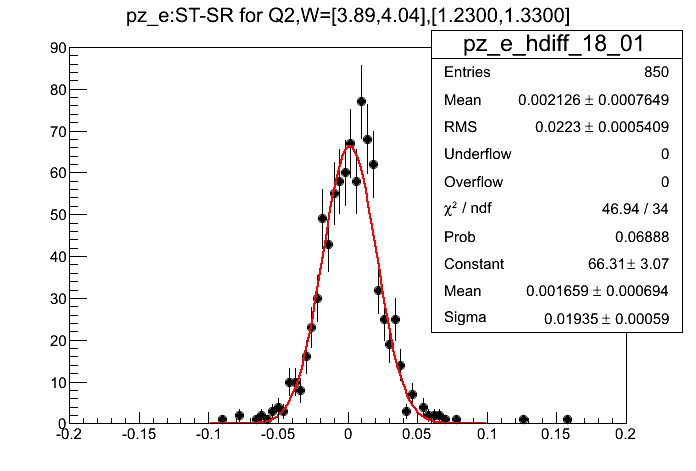 pz_e:ST-SR for Q2,W=[3.89,4.04],[1.2300,1.3300]
pz_e_hdiff_18_01
Entries 850
Mean 0.002126 ± 0.0007649
RMS 0.0223 ± 0.0005409
Underflow 0
Overflow 0
χ² / ndf 46.94 / 34
Prob 0.06888
Constant 66.31± 3.07
Mean 0.001659 ± 0.000694
Sigma 0.01935 ± 0.00059
90
80
70
60
50
40
30
20
10
0
-0.2 -0.15 -0.1 -0.05 0 0.05 0.1 0.15 0.2